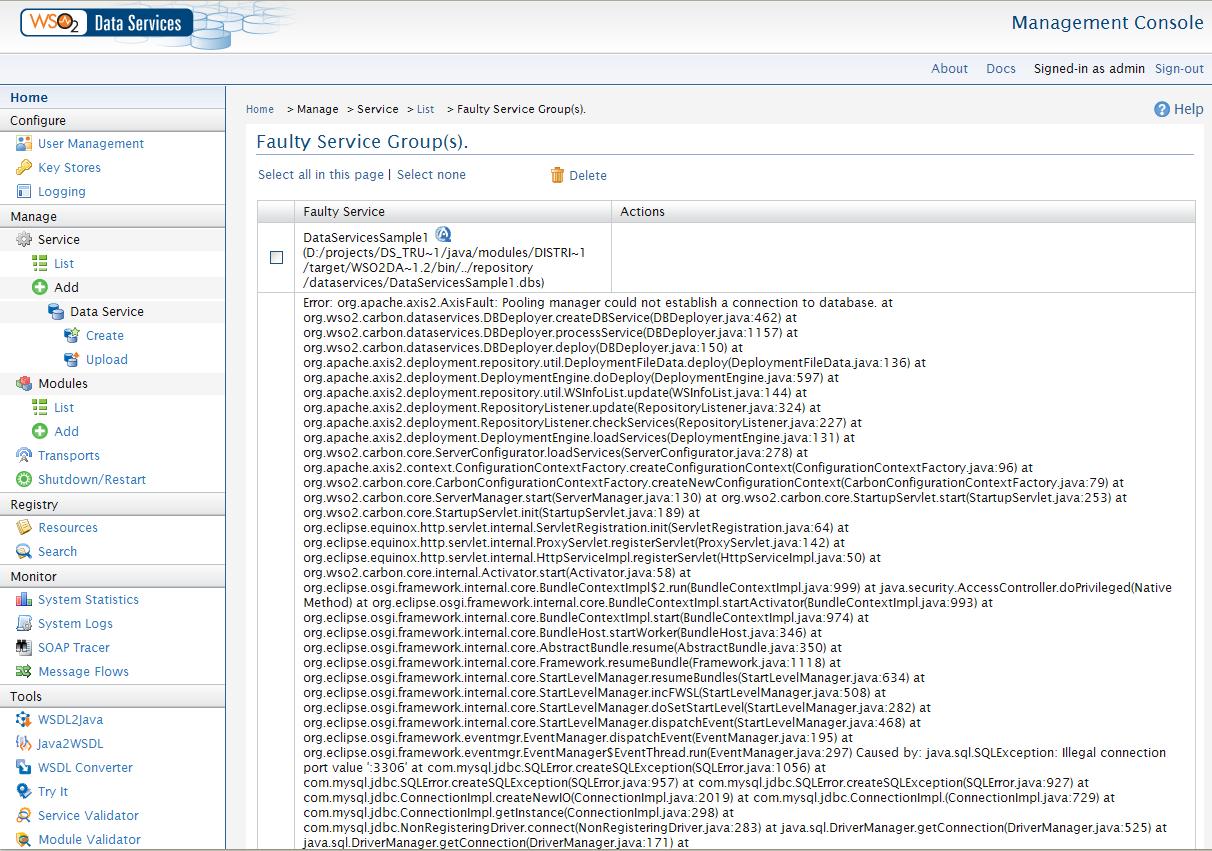 WSO2 Data Services
Management Console
About Docs Signed-in as admin Sign-out
Home
Configure
User Management
Key Stores
Logging
Manage
Service
List
Add
Data Service
Create
Upload
Modules
List
Add
Transports
Shutdown/Restart
Registry
Resources
Search
Monitor
System Statistics
System Logs
SOAP Tracer
Message Flows
Tools
WSDL2Java
Java2WSDL
WSDL Converter
Try It
Service Validator
Module Validator
Home > Manage > Service > List > Faulty Service Group(s).
Help
Faulty Service Group(s).
Select all in this page | Select none Delete
Faulty Service Actions
DataServicesSample1
(D:/projects/DS_TRU~1/java/modules/DISTRI~1
/target/WSO2DA~1.2/bin/../repository
/dataservices/DataServicesSample1.dbs)
Error: org.apache.axis2.AxisFault: Pooling manager could not establish a connection to database. at
org.wso2.carbon.dataservices.DBDeployer.createDBService(DBDeployer.java:462) at
org.wso2.carbon.dataservices.DBDeployer.processService(DBDeployer.java:1157) at
org.wso2.carbon.dataservices.DBDeployer.deploy(DBDeployer.java:150) at
org.apache.axis2.deployment.repository.util.DeploymentFileData.deploy(DeploymentFileData.java:136) at
org.apache.axis2.deployment.DeploymentEngine.doDeploy(DeploymentEngine.java:597) at
org.apache.axis2.deployment.repository.util.WSInfoList.update(WSInfoList.java:144) at
org.apache.axis2.deployment.RepositoryListener.update(RepositoryListener.java:324) at
org.apache.axis2.deployment.RepositoryListener.checkServices(RepositoryListener.java:227) at
org.apache.axis2.deployment.DeploymentEngine.loadServices(DeploymentEngine.java:131) at
org.wso2.carbon.core.ServerConfigurator.loadServices(ServerConfigurator.java:278) at
org.apache.axis2.context.ConfigurationContextFactory.createConfigurationContext(ConfigurationContextFactory.java:96) at
org.wso2.carbon.core.CarbonConfigurationContextFactory.createNewConfigurationContext(CarbonConfigurationContextFactory.java:79) at
org.wso2.carbon.core.ServerManager.start(ServerManager.java:130) at org.wso2.carbon.core.StartupServlet.start(StartupServlet.java:253) at
org.wso2.carbon.core.StartupServlet.init(StartupServlet.java:189) at
org.eclipse.equinox.http.servlet.internal.ServletRegistration.init(ServletRegistration.java:64) at
org.eclipse.equinox.http.servlet.internal.ProxyServlet.registerServlet(ProxyServlet.java:142) at
org.eclipse.equinox.http.servlet.internal.HttpServiceImpl.registerServlet(HttpServiceImpl.java:50) at
org.wso2.carbon.core.internal.Activator.start(Activator.java:58) at
org.eclipse.osgi.framework.internal.core.BundleContextImpl$2.run(BundleContextImpl.java:999) at java.security.AccessController.doPrivileged(Native
Method) at org.eclipse.osgi.framework.internal.core.BundleContextImpl.startActivator(BundleContextImpl.java:993) at
org.eclipse.osgi.framework.internal.core.BundleContextImpl.start(BundleContextImpl.java:974) at
org.eclipse.osgi.framework.internal.core.BundleHost.startWorker(BundleHost.java:346) at
org.eclipse.osgi.framework.internal.core.AbstractBundle.resume(AbstractBundle.java:350) at
org.eclipse.osgi.framework.internal.core.Framework.resumeBundle(Framework.java:1118) at
org.eclipse.osgi.framework.internal.core.StartLevelManager.resumeBundles(StartLevelManager.java:634) at
org.eclipse.osgi.framework.internal.core.StartLevelManager.incFWSL(StartLevelManager.java:508) at
org.eclipse.osgi.framework.internal.core.StartLevelManager.doSetStartLevel(StartLevelManager.java:282) at
org.eclipse.osgi.framework.internal.core.StartLevelManager.dispatchEvent(StartLevelManager.java:468) at
org.eclipse.osgi.framework.eventmgr.EventManager.dispatchEvent(EventManager.java:195) at
org.eclipse.osgi.framework.eventmgr.EventManager$EventThread.run(EventManager.java:297) Caused by: java.sql.SQLException: Illegal connection
port value ':3306' at com.mysql.jdbc.SQLError.createSQLException(SQLError.java:1056) at
com.mysql.jdbc.SQLError.createSQLException(SQLError.java:957) at com.mysql.jdbc.SQLError.createSQLException(SQLError.java:927) at
com.mysql.jdbc.ConnectionImpl.createNewIO(ConnectionImpl.java:2019) at com.mysql.jdbc.ConnectionImpl.(ConnectionImpl.java:729) at
com.mysql.jdbc.ConnectionImpl.getInstance(ConnectionImpl.java:298) at
com.mysql.jdbc.NonRegisteringDriver.connect(NonRegisteringDriver.java:283) at java.sql.DriverManager.getConnection(DriverManager.java:525) at
java.sql.DriverManager.getConnection(DriverManager.java:171) at